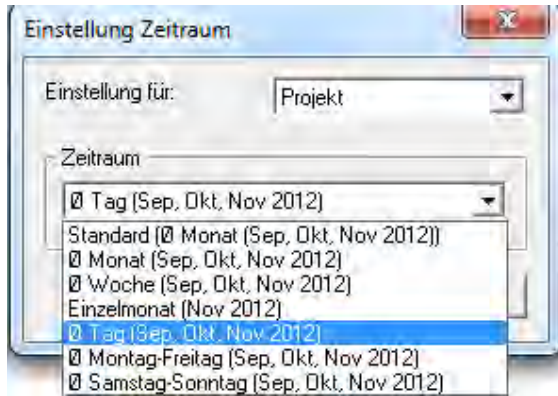 Einstellung Zeitraum
Einstellung für: Projekt
Zeitraum
Ø Tag (Sep, Okt, Nov 2012)
Standard (Ø Monat (Sep, Okt, Nov 2012))
Ø Monat (Sep, Okt, Nov 2012)
Ø Woche (Sep, Okt, Nov 2012)
Einzelmonat (Nov 2012)
Ø Tag (Sep, Okt, Nov 2012)
Ø Montag-Freitag (Sep, Okt, Nov 2012)
Ø Samstag-Sonntag (Sep, Okt, Nov 2012)